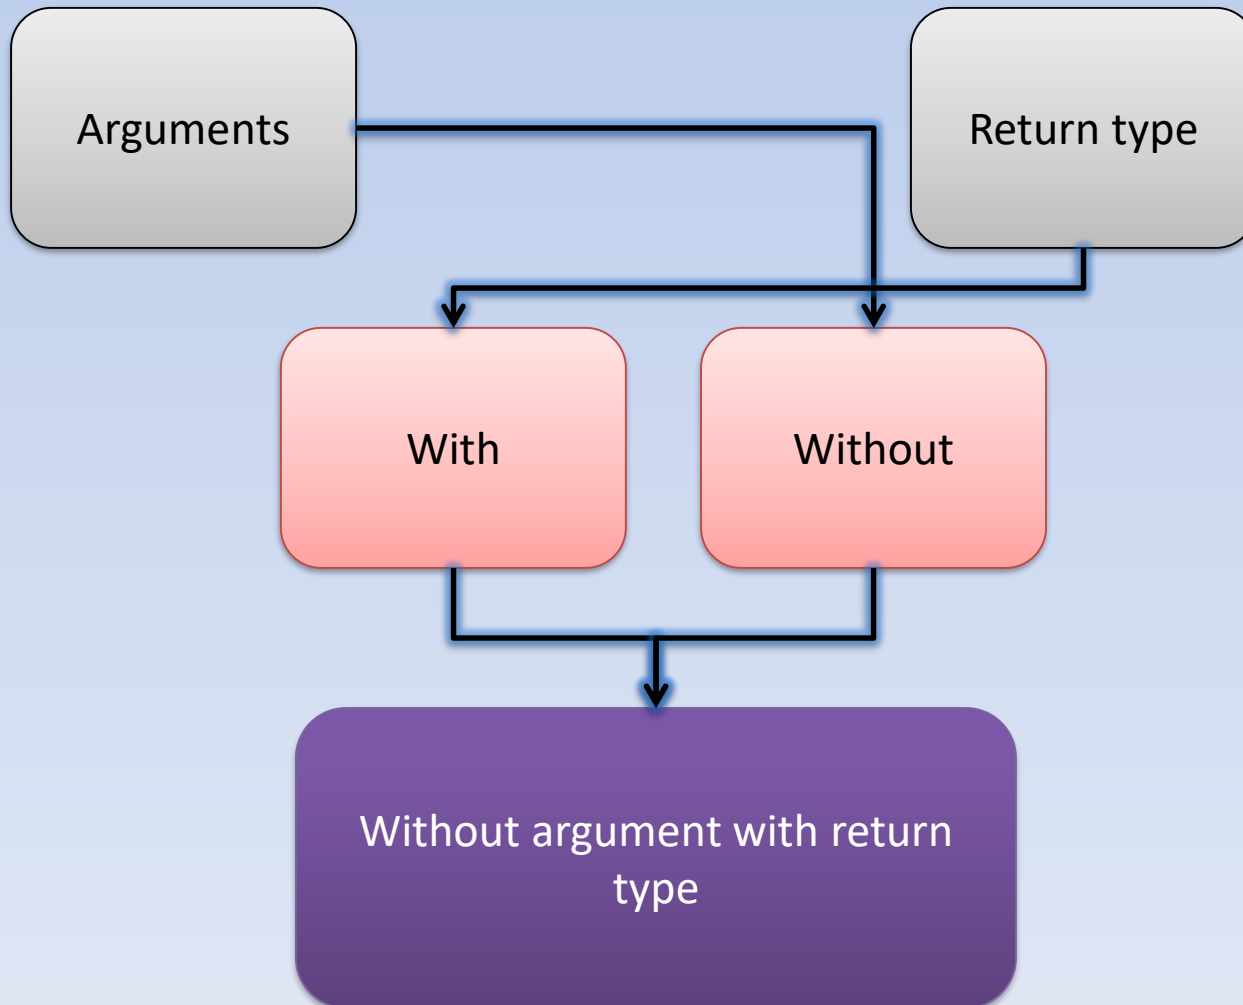 Arguments
Return type
With
Without
Without argument with return
type